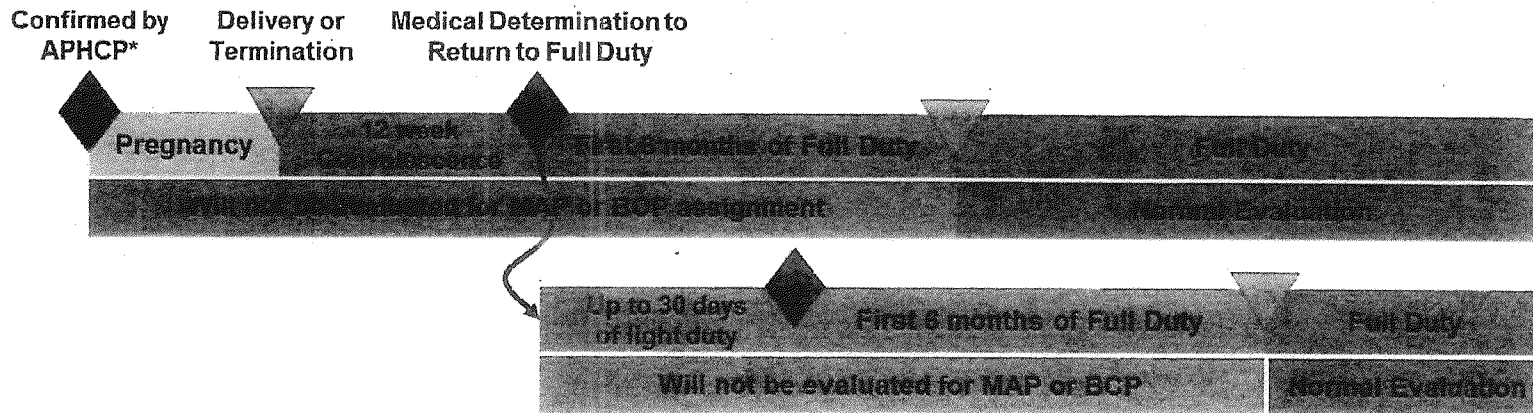 Confirmed by
APHCP*
Delivery or
Termination
Medical Determination to
Return to Full Duty
Pregnancy
12 week
Convalescence
First 6 months of Full Duty
Full Duty
Will not be evaluated for MAP or BCP assignment
Normal Evaluation
Up to 30 days
of light duty
First 6 months of Full Duty
Full Duty
Will not be evaluated for MAP or BCP
Normal Evaluation